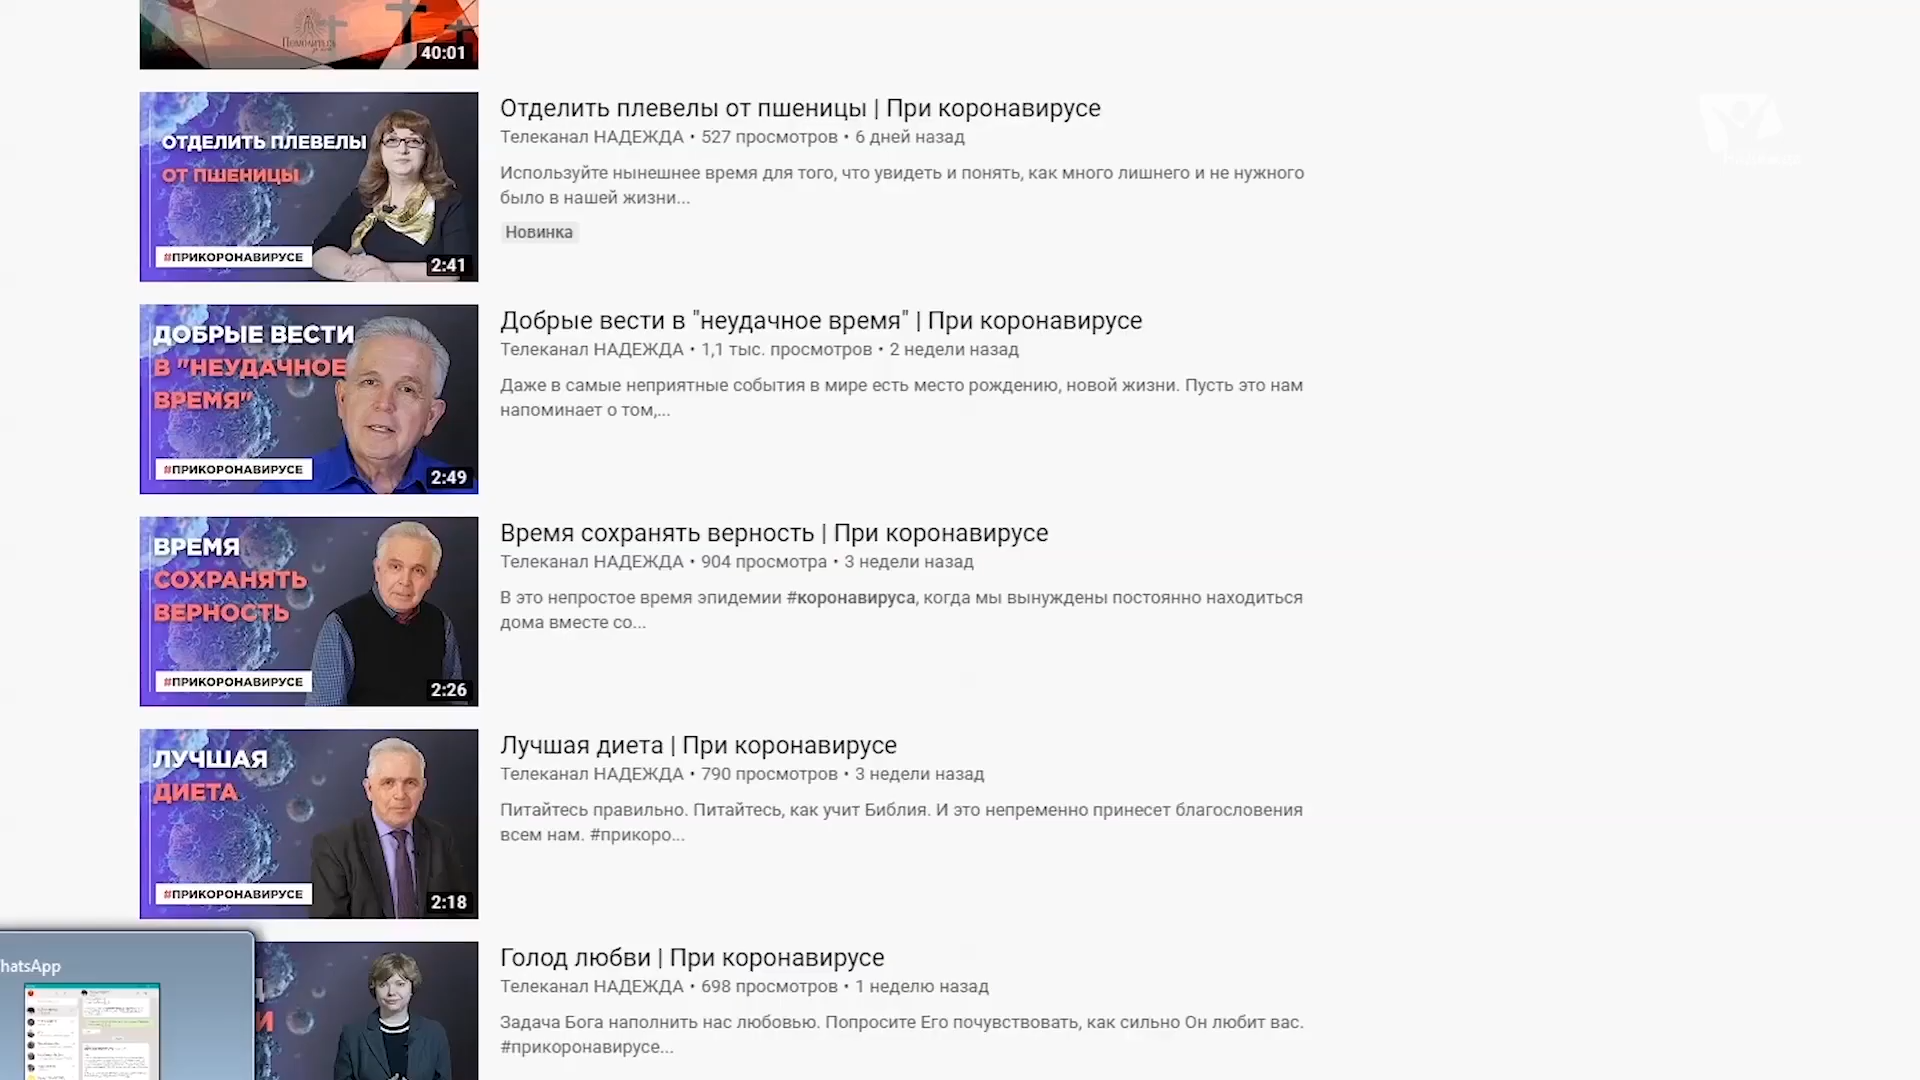 Помолитесь
40:01
ОТДЕЛИТЬ ПЛЕВЕЛЫ
ОТ ПШЕНИЦЫ
#ПРИКОРОНАВИРУСЕ
2:41
Отделить плевелы от пшеницы | При коронавирусе
Телеканал НАДЕЖДА • 527 просмотров • 6 дней назад
Используйте нынешнее время для того, что увидеть и понять, как много лишнего и не нужного
было в нашей жизни...
Новинка
ДОБРЫЕ ВЕСТИ
В "НЕУДАЧНОЕ
ВРЕМЯ"
#ПРИКОРОНАВИРУСЕ
2:49
Добрые вести в "неудачное время" | При коронавирусе
Телеканал НАДЕЖДА • 1,1 тыс. просмотров • 2 недели назад
Даже в самые неприятные события в мире есть место рождению, новой жизни. Пусть это нам
напоминает о том,...
ВРЕМЯ
СОХРАНЯТЬ
ВЕРНОСТЬ
#ПРИКОРОНАВИРУСЕ
2:26
Время сохранять верность | При коронавирусе
Телеканал НАДЕЖДА • 904 просмотра • 3 недели назад
В это непростое время эпидемии #коронавируса, когда мы вынуждены постоянно находиться
дома вместе со...
ЛУЧШАЯ
ДИЕТА
#ПРИКОРОНАВИРУСЕ
2:18
Лучшая диета | При коронавирусе
Телеканал НАДЕЖДА • 790 просмотров • 3 недели назад
Питайтесь правильно. Питайтесь, как учит Библия. И это непременно принесет благословения
всем нам. #прикоро...
hatsApp
Голод любви | При коронавирусе
Телеканал НАДЕЖДА • 698 просмотров • 1 неделю назад
Задача Бога наполнить нас любовью. Попросите Его почувствовать, как сильно Он любит вас.
#прикоронавирусе...